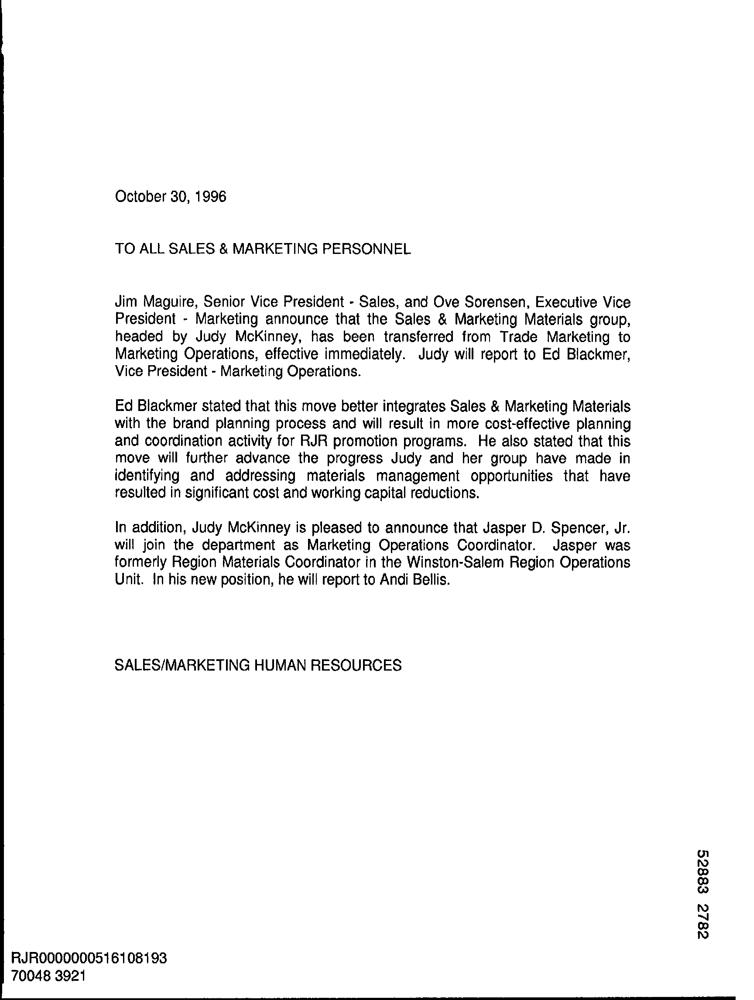 October 30, 1996
TO ALL SALES & MARKETING PERSONNEL
Jim Maguire, Senior Vice President - Sales, and Ove Sorensen, Executive Vice
President - Marketing announce that the Sales & Marketing Materials group,
headed by Judy McKinney, has been transferred from Trade Marketing to
Marketing Operations, effective immediately. Judy will report to Ed Blackmer,
Vice President - Marketing Operations.
Ed Blackmer stated that this move better integrates Sales & Marketing Materials
with the brand planning process and will result in more cost-effective planning
and coordination activity for RJR promotion programs. He also stated that this
move will further advance the progress Judy and her group have made in
identifying and addressing materials management opportunities that have
resulted in significant cost and working capital reductions.
In addition, Judy McKinney is pleased to announce that Jasper D. Spencer, Jr.
will join the department as Marketing Operations Coordinator. Jasper was
formerly Region Materials Coordinator in the Winston-Salem Region Operations
Unit. In his new position, he will report to Andi Bellis.
SALES/MARKETING HUMAN RESOURCES
52883 2782
RJR0000000516108193
70048 3921